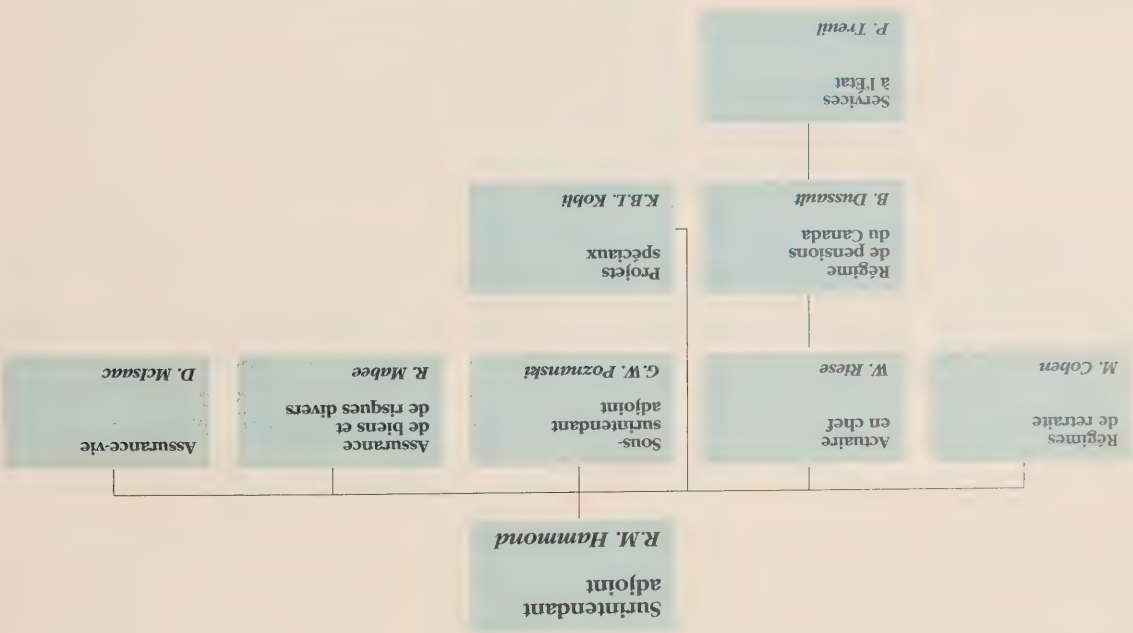 Surintendant
adjoint
R.M. Hammond
Régimes
de retraite
M. Cohen
Actuaire
en chef
W. Riese
Sous-
surintendant
adjoint
G.W. Poznanski
Assurance
de biens et
de risques divers
R. Mabee
Assurance-vie
D. McIsaac
Régime
de pensions
du Canada
B. Dussault
Projets
spéciaux
K.B.L. Kohli
Services
à l'État
P. Treuil